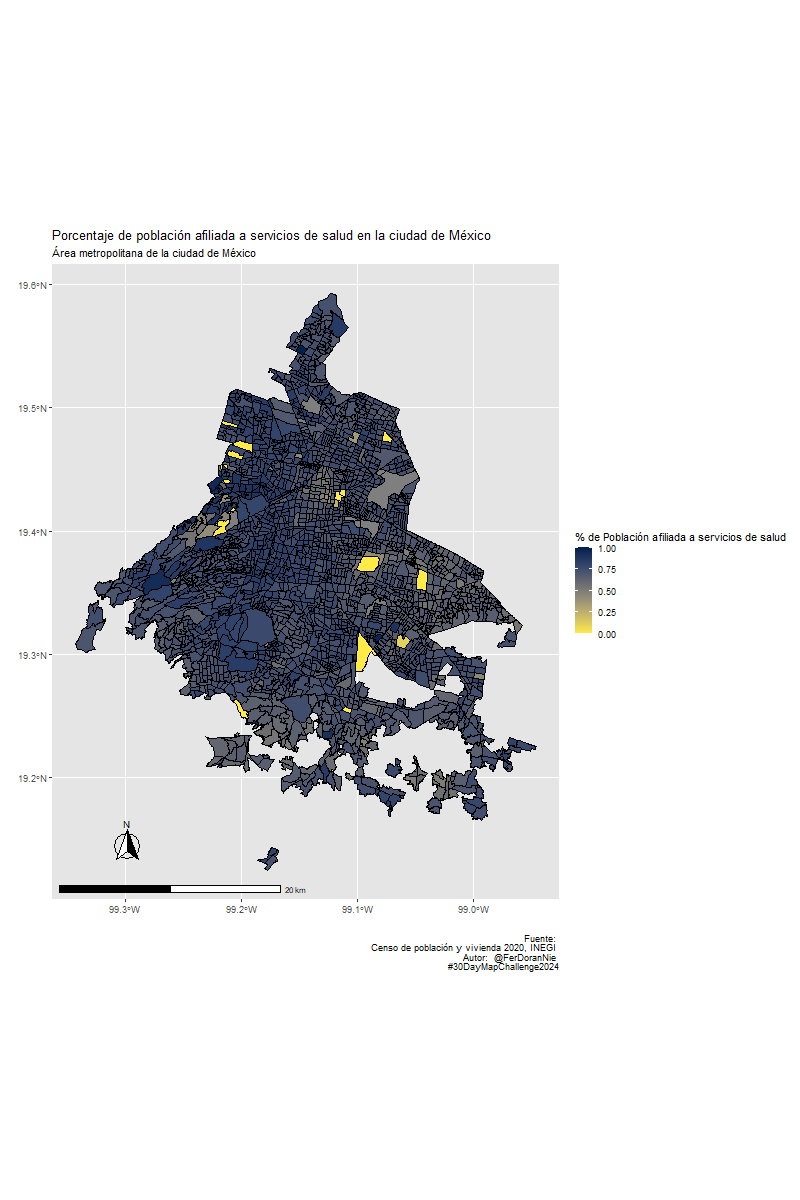 Porcentaje de población afiliada a servicios de salud en la ciudad de México
Área metropolitana de la ciudad de México
19.6°N
19.5°N
19.4°N
19.3°N
19.2°N
% de Población afiliada a servicios de salud
1.00
0.75
0.50
0.25
0.00
N
20 km
99.3°W
99.2°W
99.1°W
99.0°W
Fuente:
Censo de población y vivienda 2020, INEGI
Autor: @FerDoranNie
#30DayMapChallenge2024